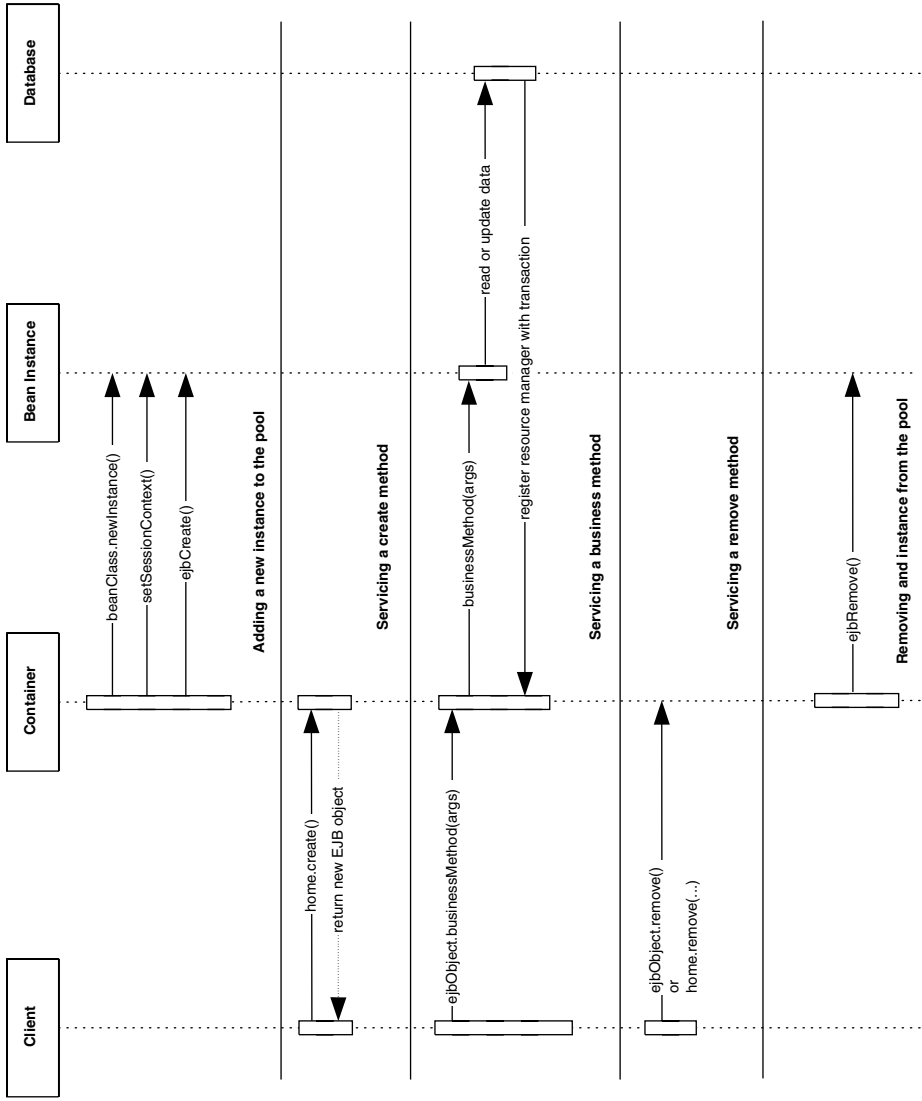 Client
Container
Bean Instance
Database
beanClass.newInstance()
setSessionContext()
ejbCreate()
Adding a new instance to the pool
home.create()
return new EJB object
Servicing a create method
ejbObject.businessMethod(args)
businessMethod(args)
read or update data
register resource manager with transaction
Servicing a business method
ejbObject.remove()
or
home.remove(...)
Servicing a remove method
ejbRemove()
Removing and instance from the pool